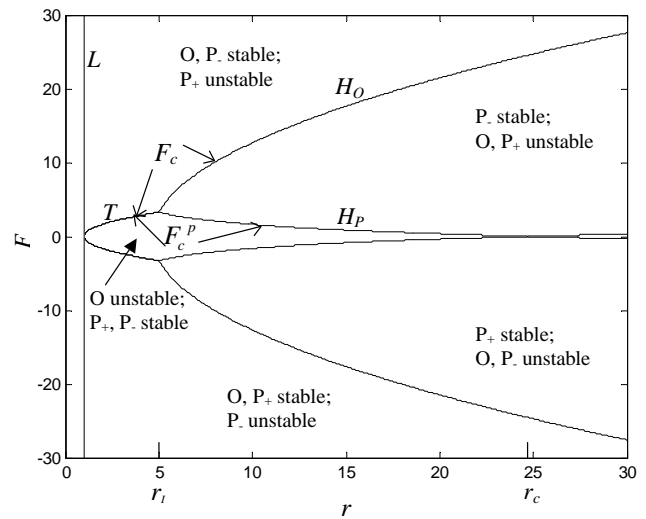 30
20
10
0
-10
-20
-30
F
L
O, P- stable;
P+ unstable
HO
P- stable;
O, P+ unstable
Fc
T
Fcp
HP
O unstable;
P+, P- stable
P+ stable;
O, P- unstable
O, P+ stable;
P- unstable
0 5 10 15 20 25 30
r1 r rc